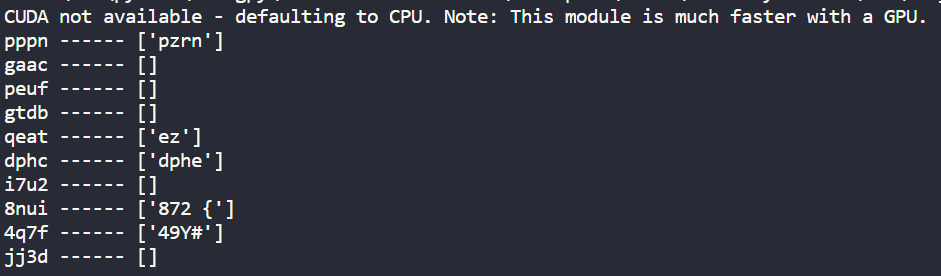 CUDA not available - defaulting to CPU. Note: This module is much faster with a GPU.
pppn ------ ['pzrn']
gaac ------ []
peuf ------ []
gtdb ------ []
qeat ------ ['ez']
dphc ------ ['dphe']
i7u2 ------ []
8nui ------ ['872 {']
4q7f ------ ['49Y#']
jj3d ------ []